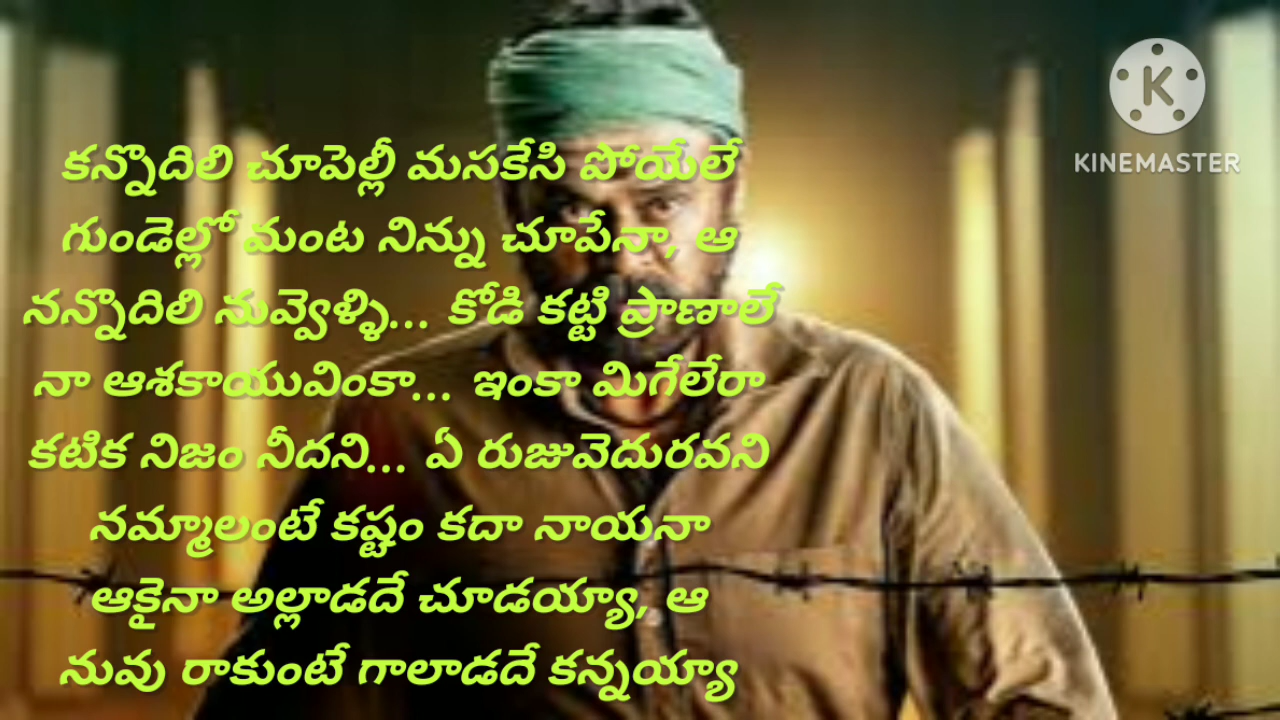 కన్నొదిలి చూపెల్లీ మసకేసి పోయేలే
గుండెల్లో మంట నిన్ను చూపేనా, ఆ
నన్నొదిలి నువ్వెళ్ళి... కోడి కట్టి ప్రాణాలే
నా ఆశకాయువింకా... ఇంకా మిగేలేరా
కటిక నిజం నీదని... ఏ రుజువెదురవని
నమ్మాలంటే కష్టం కదా నాయనా
ఆకైనా అల్లాడదే చూడయ్యా, ఆ
నువు రాకుంటే గాలాడదే కన్నయ్యా
KINEMASTER